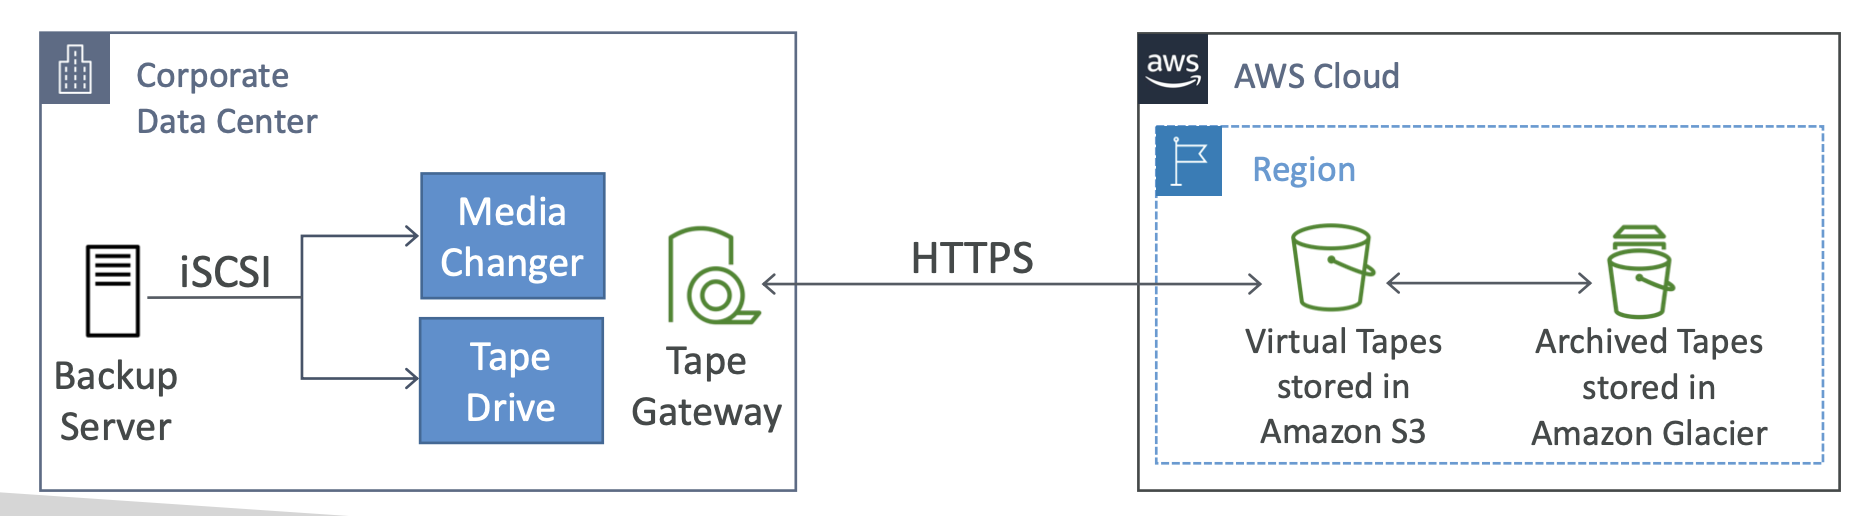 Corporate
Data Center
Backup
Server
iSCSI
Media
Changer
Tape
Drive
Tape
Gateway
HTTPS
aws
AWS Cloud
Region
Virtual Tapes
stored in
Amazon S3
Archived Tapes
stored in
Amazon Glacier